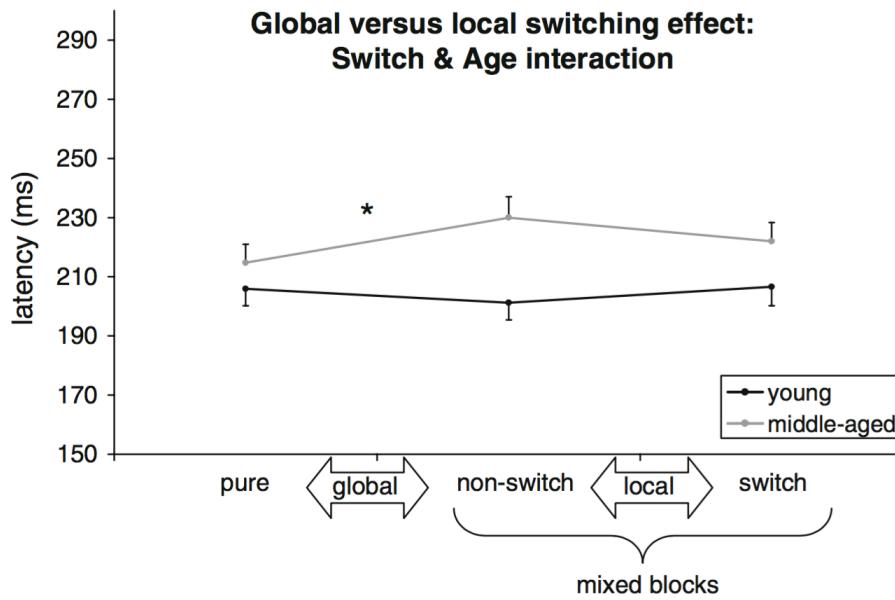 Global versus local switching effect:
Switch & Age interaction
latency (ms)
290
270
250
230
210
190
170
150
*
young
middle-aged
pure
global
non-switch
local
switch
mixed blocks